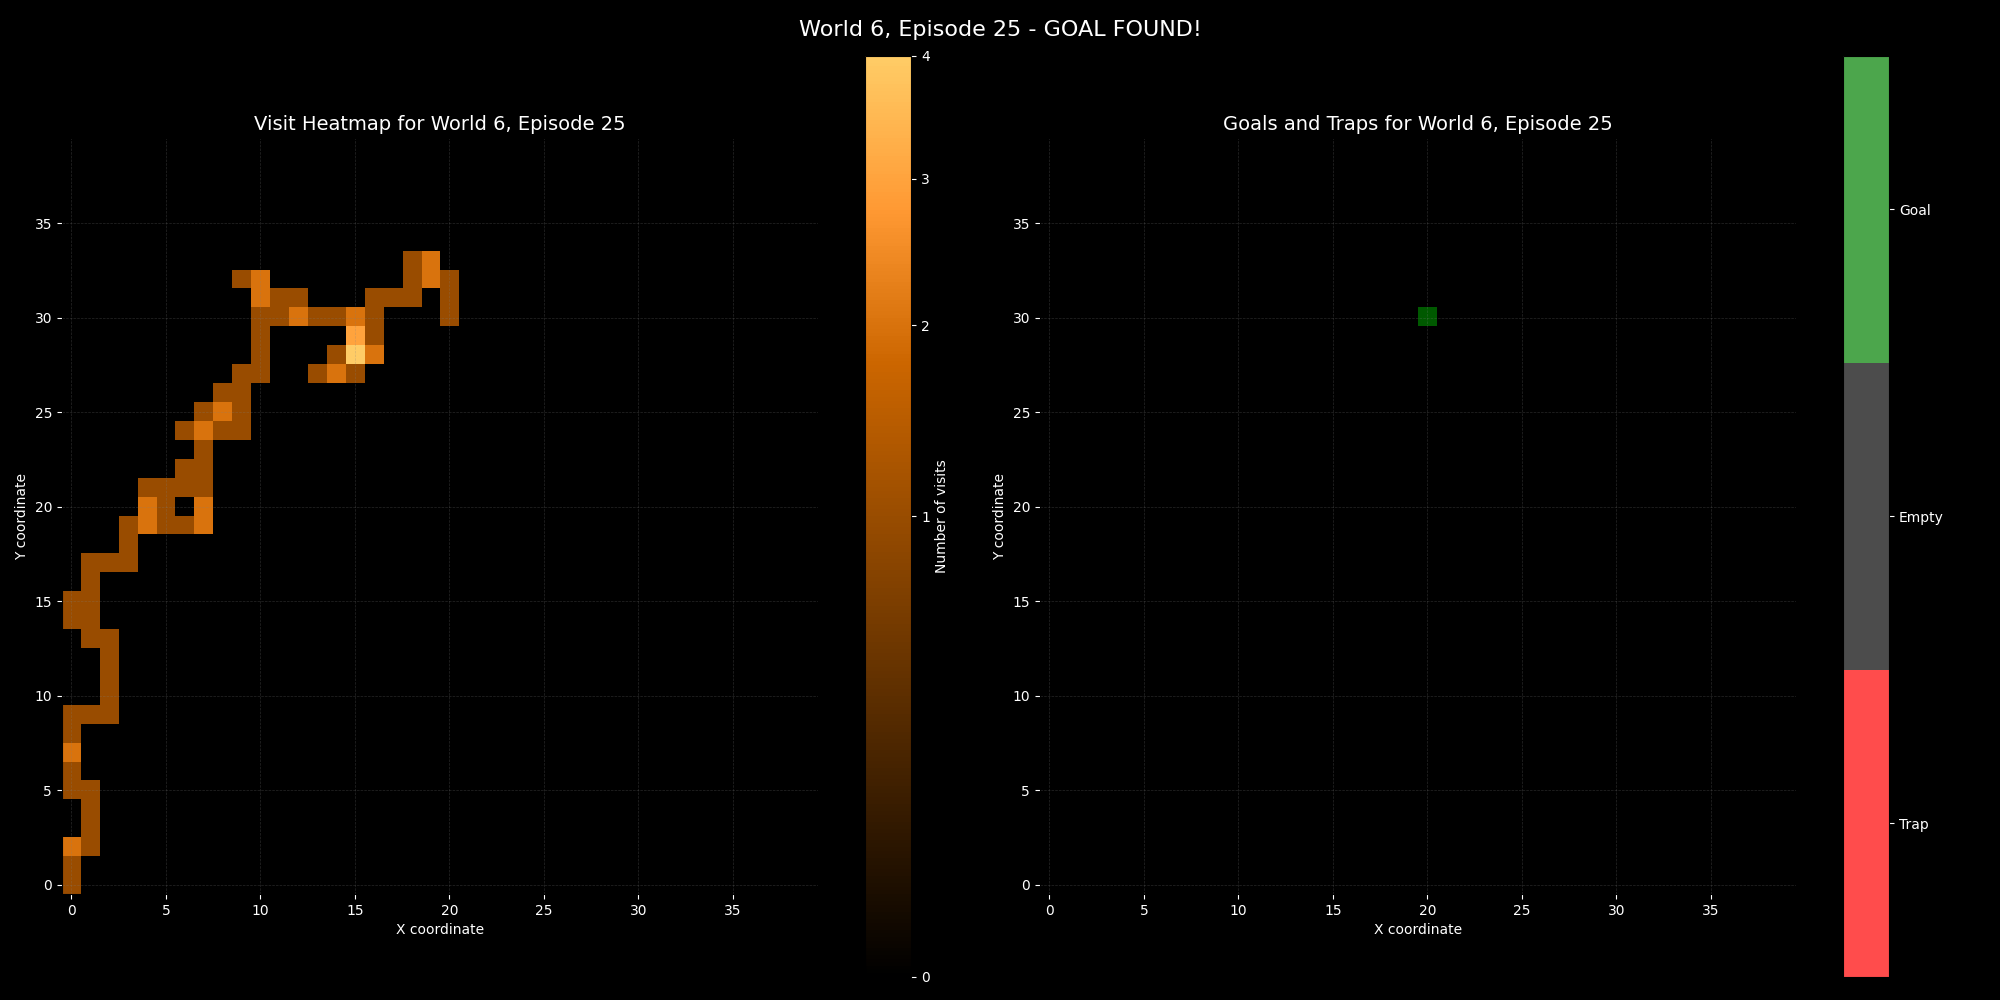 World 6, Episode 25 - GOAL FOUND!
Visit Heatmap for World 6, Episode 25
35
30
25
20
15
10
5
0
Y coordinate
0 5 10 15 20 25 30 35
X coordinate
4
3
2
1
0
Number of visits
Goals and Traps for World 6, Episode 25
35
30
25
20
15
10
5
0
Y coordinate
0 5 10 15 20 25 30 35
X coordinate
Goal
Empty
Trap